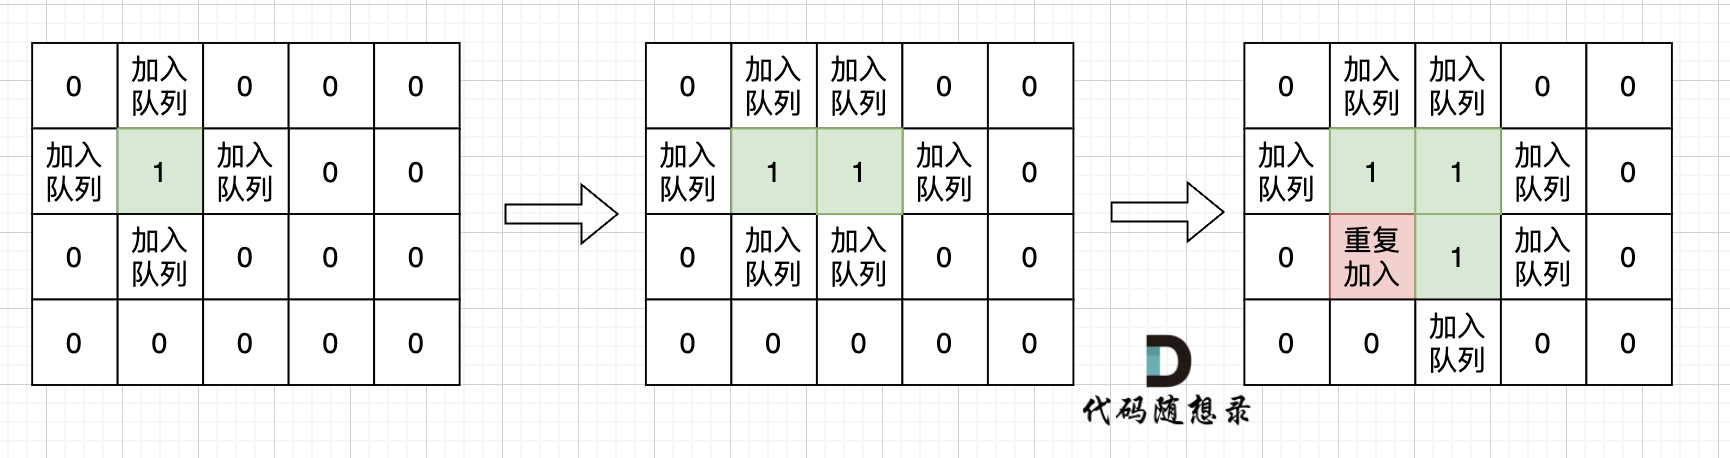 0 加入 0 0 0
队列
加入 1 加入 0 0
队列 队列
0 加入 0 0 0
队列
0 0 0 0 0
0 加入 加入 0 0
队列 队列
加入 1 1 加入 0
队列 队列
0 加入 加入 0 0
队列 队列
0 0 0 0 0
0 加入 加入 0 0
队列 队列
加入 1 1 加入 0
队列 队列
0 重复 1 加入 0
加入 队列
0 0 加入 0 0
队列
代码随想录